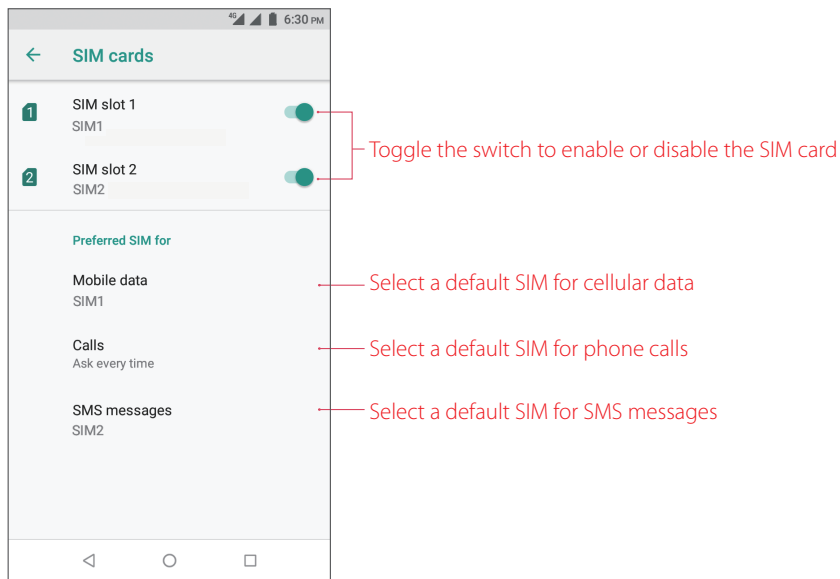 4G 6:30 PM
SIM cards
1 SIM slot 1
SIM1
Toggle the switch to enable or disable the SIM card
2 SIM slot 2
SIM2
Preferred SIM for
Mobile data
SIM1
Select a default SIM for cellular data
Calls
Ask every time
Select a default SIM for phone calls
SMS messages
SIM2
Select a default SIM for SMS messages